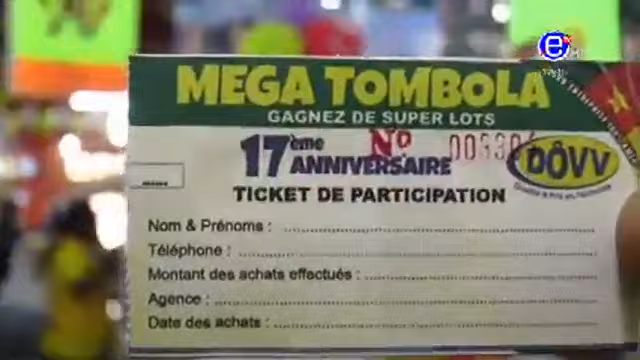 MEGA TOMBOLA
GAGNEZ DE SUPER LOTS
17ème ANNIVERSAIRE
No
DÔVV
TICKET DE PARTICIPATION
Nom & Prénoms :
Téléphone :
Montant des achats effectués :
Agence :
Date des achats :